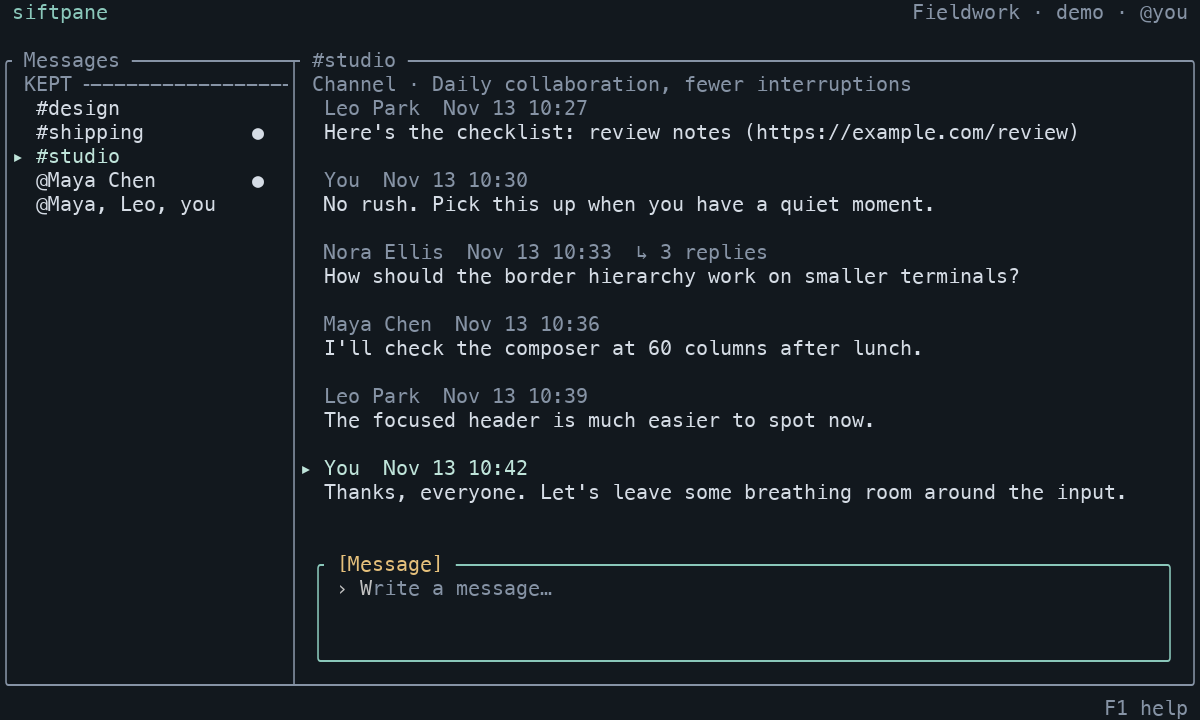 siftpane
Fieldwork · demo · @you
Messages
KEPT
#design
#shipping ●
▸ #studio
@Maya Chen ●
@Maya, Leo, you
#studio
Channel · Daily collaboration, fewer interruptions
Leo Park  Nov 13 10:27
Here's the checklist: review notes (https://example.com/review)
You  Nov 13 10:30
No rush. Pick this up when you have a quiet moment.
Nora Ellis  Nov 13 10:33  ↳ 3 replies
How should the border hierarchy work on smaller terminals?
Maya Chen  Nov 13 10:36
I'll check the composer at 60 columns after lunch.
Leo Park  Nov 13 10:39
The focused header is much easier to spot now.
▸ You  Nov 13 10:42
Thanks, everyone. Let's leave some breathing room around the input.
[Message]
› Write a message…
F1 help